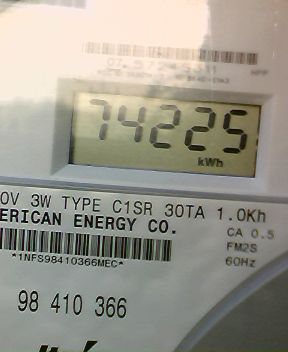 74225
kWh
0V 3W TYPE C1SR 30TA 1.0Kh
ERICAN ENERGY CO.
CA 0.5
FM2S
*1NFS98410366MEC*
60Hz
98 410 366